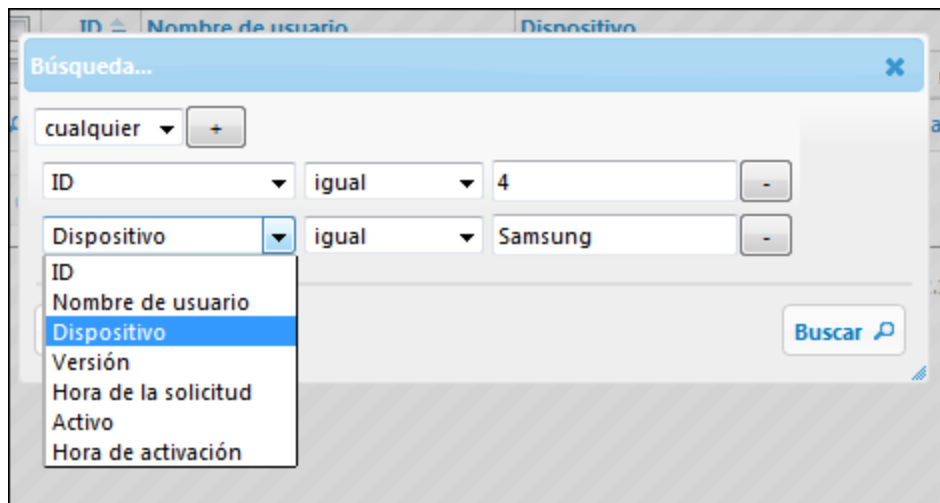 ID Nombre de usuario Dispositivo
Búsqueda...
cualquier +
ID igual 4 -
Dispositivo igual Samsung -
ID
Nombre de usuario
Dispositivo
Versión
Hora de la solicitud
Activo
Hora de activación
Buscar